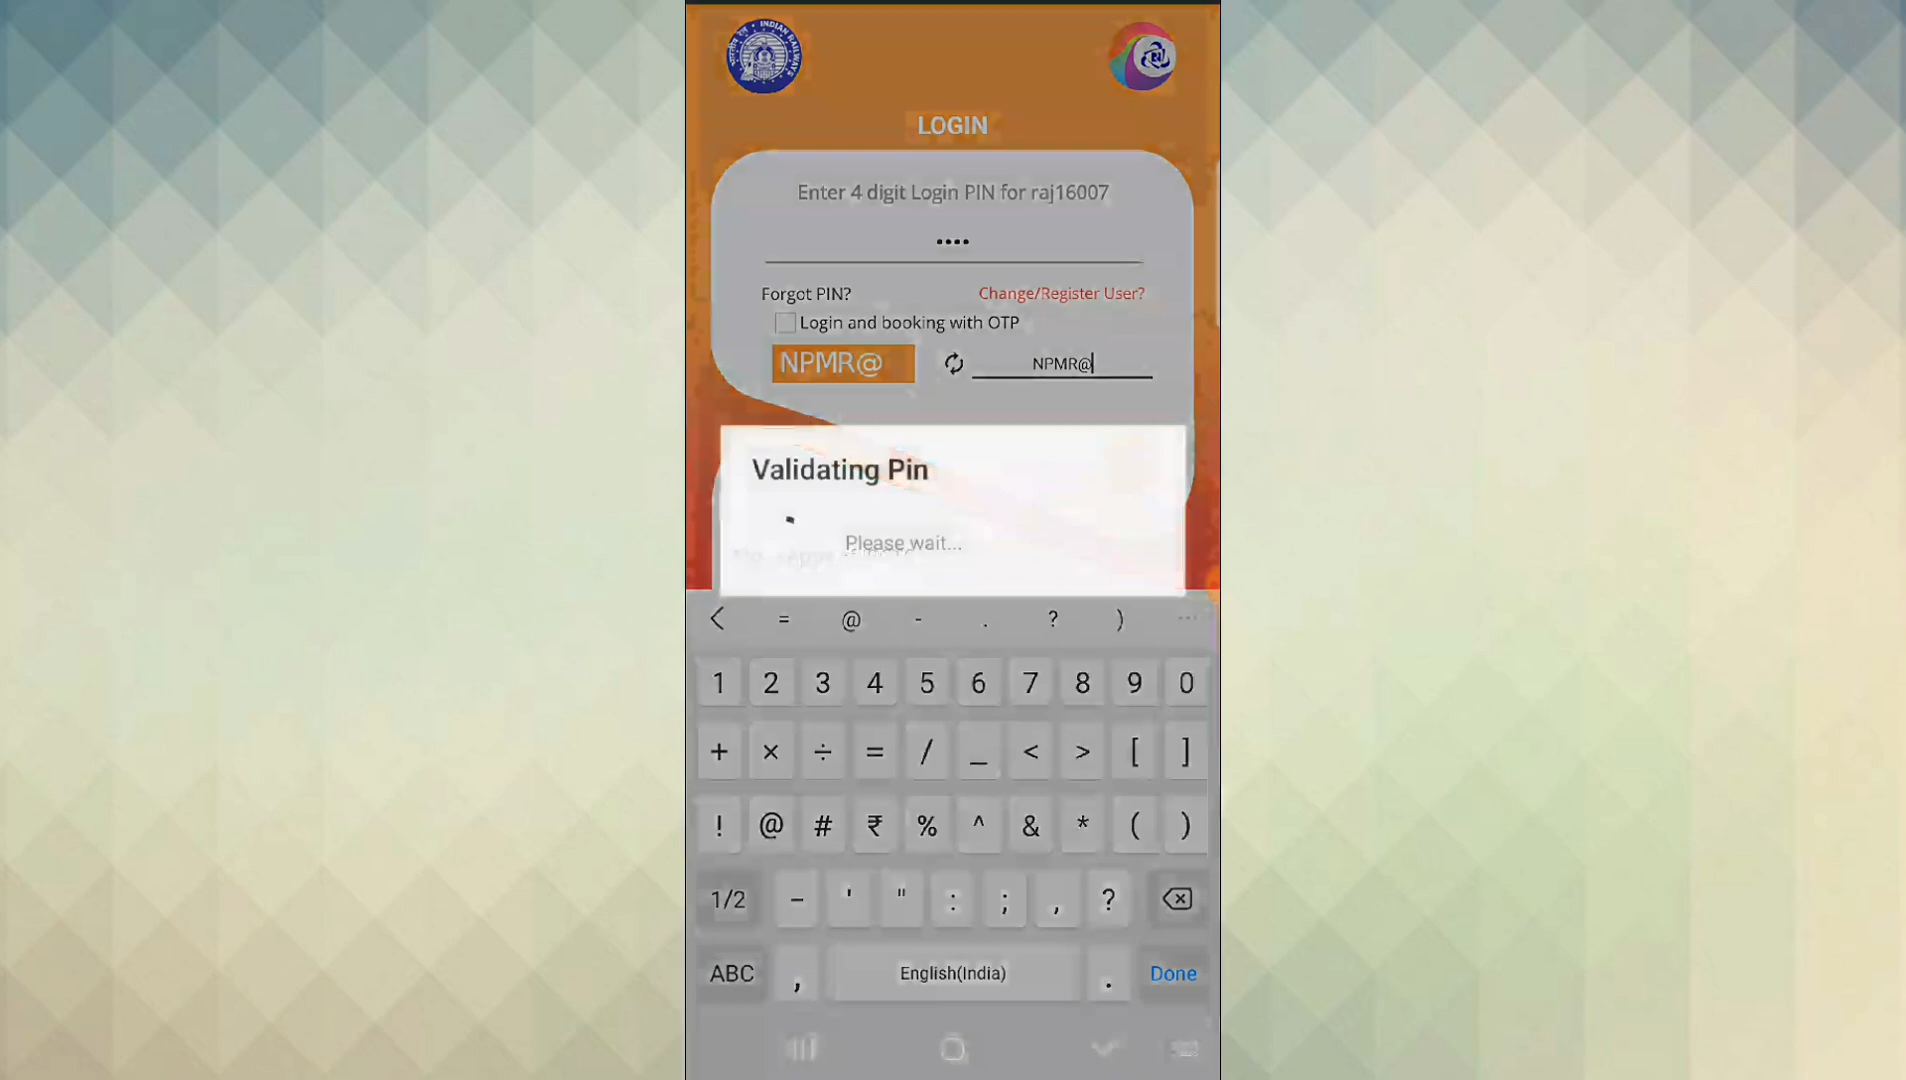 INDIAN RAILWAYS
LOGIN
Enter 4 digit Login PIN for raj16007
••••
Forgot PIN? Change/Register User?
Login and booking with OTP
NPMR@ NPMR@
Validating Pin
Please wait...
= @ - . ? ) ...
1 2 3 4 5 6 7 8 9 0
+ × ÷ = / _ < > [ ]
! @ # ₹ % ^ & * ( )
1/2 - ' " : ; , ?
ABC , English(India) . Done